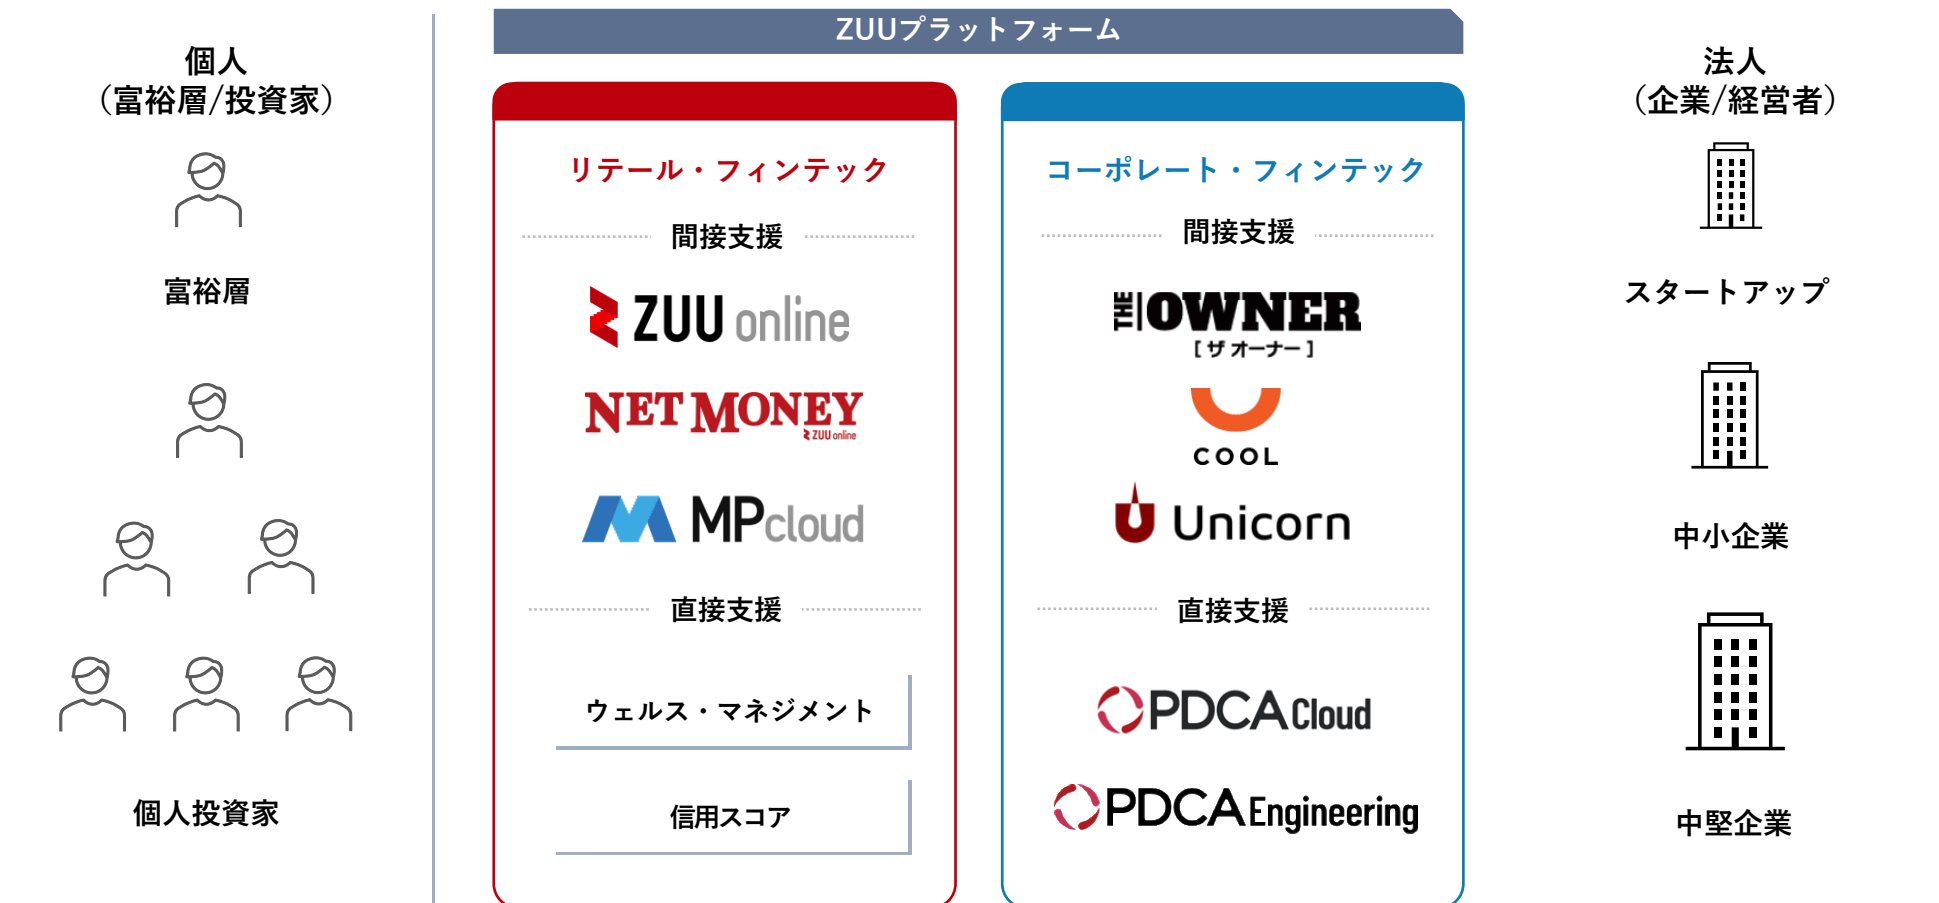 ZUUプラットフォーム
個人
（富裕層/投資家）
富裕層
個人投資家
リテール・フィンテック
間接支援
ZUU online
NET MONEY
ZUU online
MPcloud
直接支援
ウェルス・マネジメント
信用スコア
コーポレート・フィンテック
間接支援
THE OWNER
[ ザ オーナー ]
COOL
Unicorn
直接支援
PDCA Cloud
PDCA Engineering
法人
（企業/経営者）
スタートアップ
中小企業
中堅企業